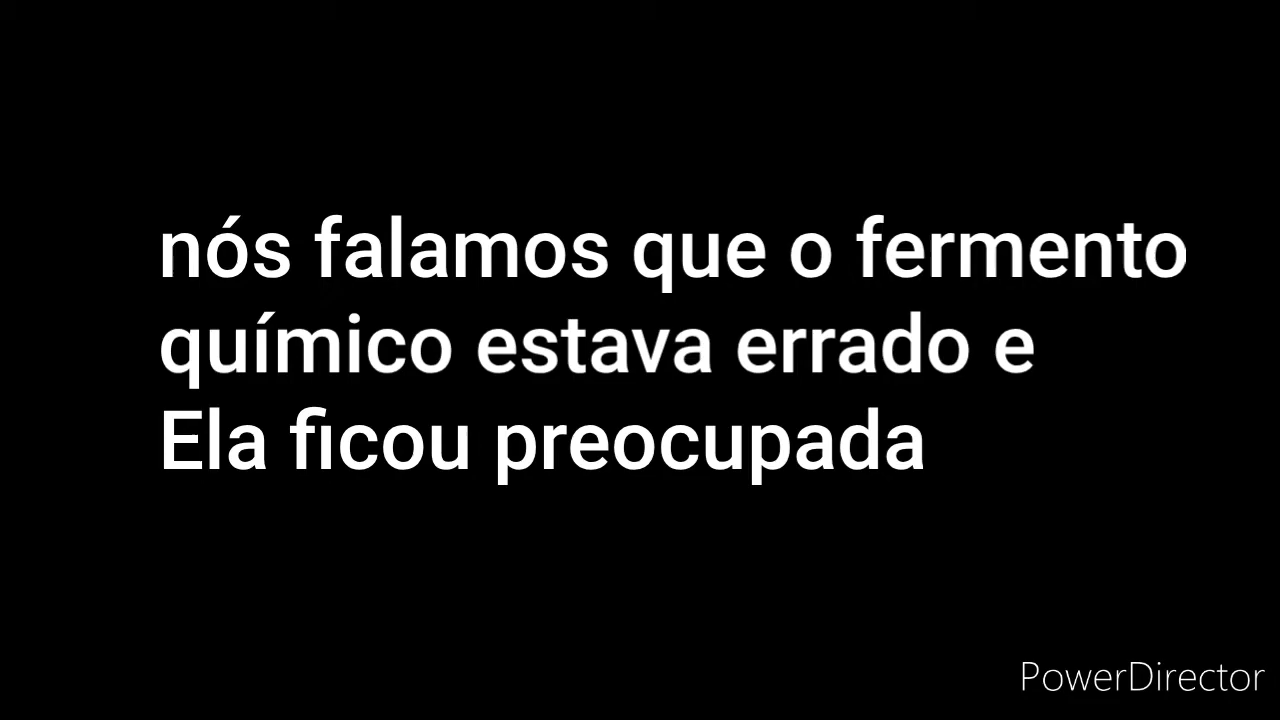 nós falamos que o fermento
químico estava errado e
Ela ficou preocupada
PowerDirector